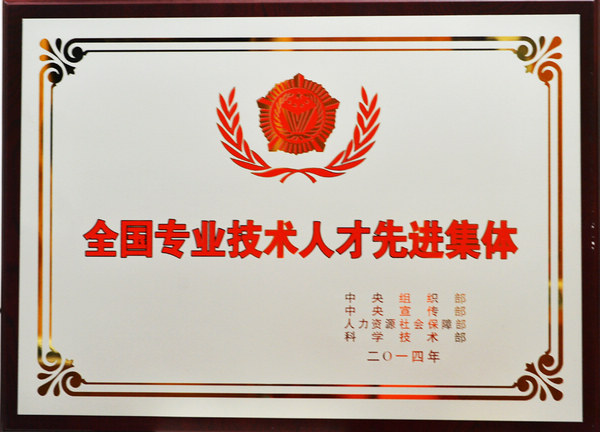 全国专业技术人才先进集体
中央组织部
中央宣传部
人力资源社会保障部
科学技术部
二〇一四年